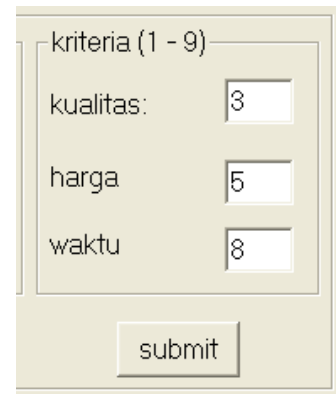 kriteria (1 - 9)
kualitas: 3
harga 5
waktu 8
submit